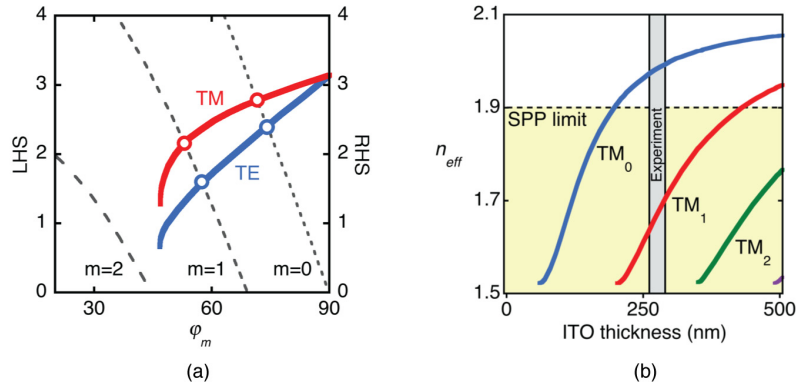 4
3
2
1
0
LHS
TM
TE
m=2
m=1
m=0
4
3
2
1
0
RHS
30
60
90
φm
(a)
2.1
1.9
1.7
1.5
neff
SPP limit
Experiment
TM0
TM1
TM2
0
250
500
ITO thickness (nm)
(b)